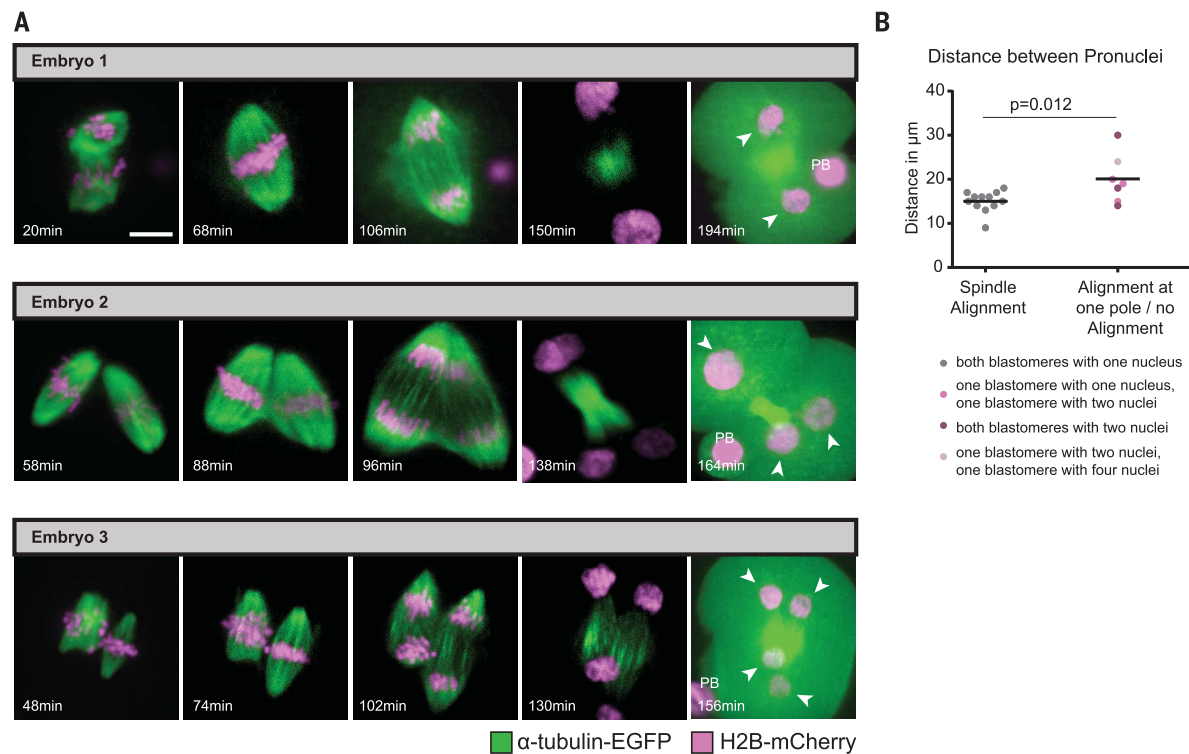 A
Embryo 1
20min
68min
106min
150min
194min
PB
Embryo 2
58min
88min
96min
138min
164min
PB
Embryo 3
48min
74min
102min
130min
156min
PB
α-tubulin-EGFP
H2B-mCherry
B
Distance between Pronuclei
p=0.012
Distance in µm
40
30
20
10
0
Spindle
Alignment
Alignment at
one pole / no
Alignment
both blastomeres with one nucleus
one blastomere with one nucleus,
one blastomere with two nuclei
both blastomeres with two nuclei
one blastomere with two nuclei,
one blastomere with four nuclei